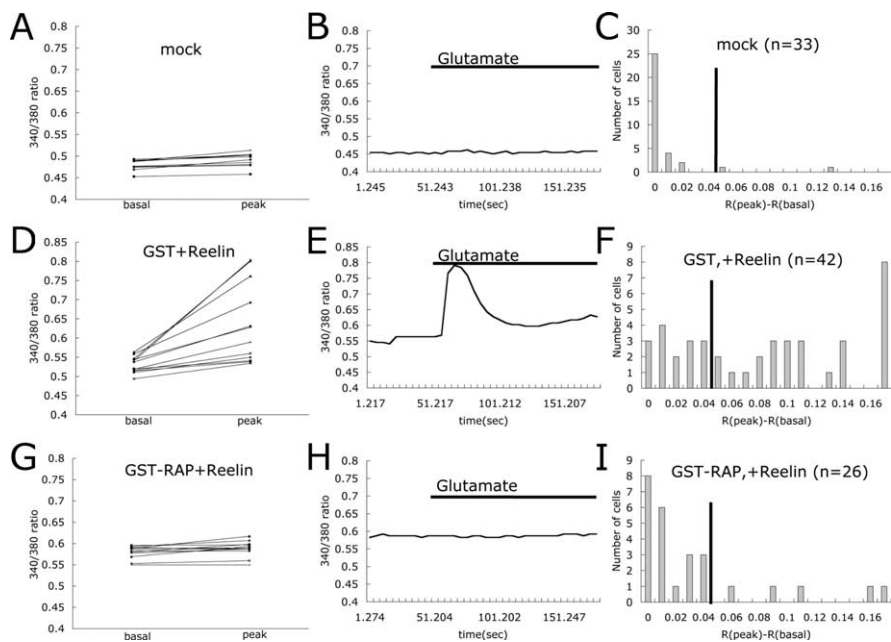 A
mock
340/380 ratio
0.8
0.75
0.7
0.65
0.6
0.55
0.5
0.45
0.4
basal peak
B
Glutamate
340/380 ratio
0.8
0.75
0.7
0.65
0.6
0.55
0.5
0.45
0.4
1.245 51.243 101.238 151.235
time(sec)
C
mock (n=33)
Number of cells
30
25
20
15
10
5
0
0 0.02 0.04 0.06 0.08 0.1 0.12 0.14 0.16
R(peak)-R(basal)
D
GST+Reelin
340/380 ratio
0.85
0.8
0.75
0.7
0.65
0.6
0.55
0.5
0.45
0.4
basal peak
E
Glutamate
340/380 ratio
0.8
0.75
0.7
0.65
0.6
0.55
0.5
0.45
0.4
1.217 51.217 101.212 151.207
time(sec)
F
GST,+Reelin (n=42)
Number of cells
9
8
7
6
5
4
3
2
1
0
0 0.02 0.04 0.06 0.08 0.1 0.12 0.14 0.16
R(peak)-R(basal)
G
GST-RAP+Reelin
340/380 ratio
0.8
0.75
0.7
0.65
0.6
0.55
0.5
0.45
0.4
basal peak
H
Glutamate
340/380 ratio
0.8
0.75
0.7
0.65
0.6
0.55
0.5
0.45
0.4
1.274 51.204 101.202 151.247
time(sec)
I
GST-RAP,+Reelin (n=26)
Number of cells
9
8
7
6
5
4
3
2
1
0
0 0.02 0.04 0.06 0.08 0.1 0.12 0.14 0.16
R(peak)-R(basal)